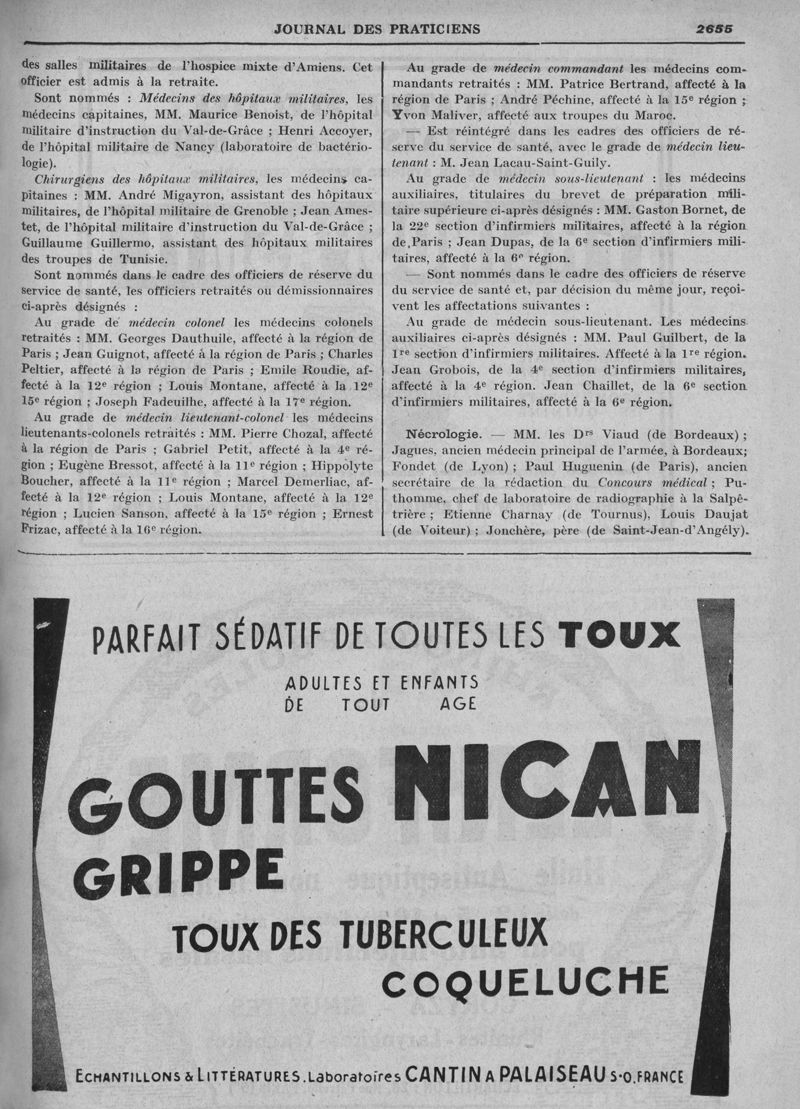 JOURNAL DES PRATICIENS 2655
des salles militaires de l'hospice mixte d'Amiens. Cet
officier est admis à la retraite.
Sont nommés : Médecins des hôpitaux militaires, les
médecins capitaines, MM. Maurice Benoist, de l'hôpital
militaire d'instruction du Val-de-Grâce ; Henri Accoyer,
de l'hôpital militaire de Nancy (laboratoire de bactério-
logie).
Chirurgiens des hôpitaux militaires, les médecins ca-
pitaines : MM. André Migayron, assistant des hôpitaux
militaires, de l'hôpital militaire de Grenoble ; Jean Ames-
tet, de l'hôpital militaire d'instruction du Val-de-Grâce ;
Guillaume Guillermo, assistant des hôpitaux militaires
des troupes de Tunisie.
Sont nommés dans le cadre des officiers de réserve du
service de santé, les officiers retraités ou démissionnaires
ci-après désignés :
Au grade de médecin colonel les médecins colonels
retraités : MM. Georges Dauthuile, affecté à la région de
Paris ; Jean Guignot, affecté à la région de Paris ; Charles
Peltier, affecté à la région de Paris ; Emile Roudie, af-
fecté à la 12e région ; Louis Montane, affecté à la 12e
15e région ; Joseph Fadeuilhe, affecté à la 17e région.
Au grade de médecin lieutenant-colonel les médecins
lieutenants-colonels retraités : MM. Pierre Chozal, affecté
à la région de Paris ; Gabriel Petit, affecté à la 4e ré-
gion ; Eugène Bressot, affecté à la 11e région ; Hippolyte
Boucher, affecté à la 11e région ; Marcel Demerliac, af-
fecté à la 12e région ; Louis Montane, affecté à la 12e
région ; Lucien Sanson, affecté à la 15e région ; Ernest
Frizac, affecté à la 16e région.
Au grade de médecin commandant les médecins com-
mandants retraités : MM. Patrice Bertrand, affecté à la
région de Paris ; André Péchine, affecté à la 15e région ;
Yvon Maliver, affecté aux troupes du Maroc.
— Est réintégré dans les cadres des officiers de ré-
serve du service de santé, avec le grade de médecin lieu-
tenant : M. Jean Lacau-Saint-Guily.
Au grade de médecin sous-lieutenant : les médecins
auxiliaires, titulaires du brevet de préparation mili-
taire supérieure ci-après désignés : MM. Gaston Bornet, de
la 22e section d'infirmiers militaires, affecté à la région
de Paris ; Jean Dupas, de la 6e section d'infirmiers mili-
taires, affecté à la 6e région.
— Sont nommés dans le cadre des officiers de réserve
du service de santé et, par décision du même jour, reçoi-
vent les affectations suivantes :
Au grade de médecin sous-lieutenant. Les médecins
auxiliaires ci-après désignés : MM. Paul Guilbert, de la
1re section d'infirmiers militaires. Affecté à la 1re région.
Jean Grobois, de la 4e section d'infirmiers militaires,
affecté à la 4e région. Jean Chaillet, de la 6e section
d'infirmiers militaires, affecté à la 6e région.
Nécrologie. — MM. les Drs Viaud (de Bordeaux) ;
Jagues, ancien médecin principal de l'armée, à Bordeaux;
Fondet (de Lyon) ; Paul Huguenin (de Paris), ancien
secrétaire de la rédaction du Concours médical ; Pu-
thomme, chef de laboratoire de radiographie à la Salpê-
trière ; Etienne Charnay (de Tournus), Louis Daujat
(de Voiteur) ; Jonchère, père (de Saint-Jean-d'Angély).
PARFAIT SÉDATIF DE TOUTES LES TOUX
ADULTES ET ENFANTS
DE TOUT AGE
GOUTTES NICAN
GRIPPE
TOUX DES TUBERCULEUX
COQUELUCHE
ECHANTILLONS & LITTÉRATURES. Laboratoires CANTIN A PALAISEAU S-O. FRANCE